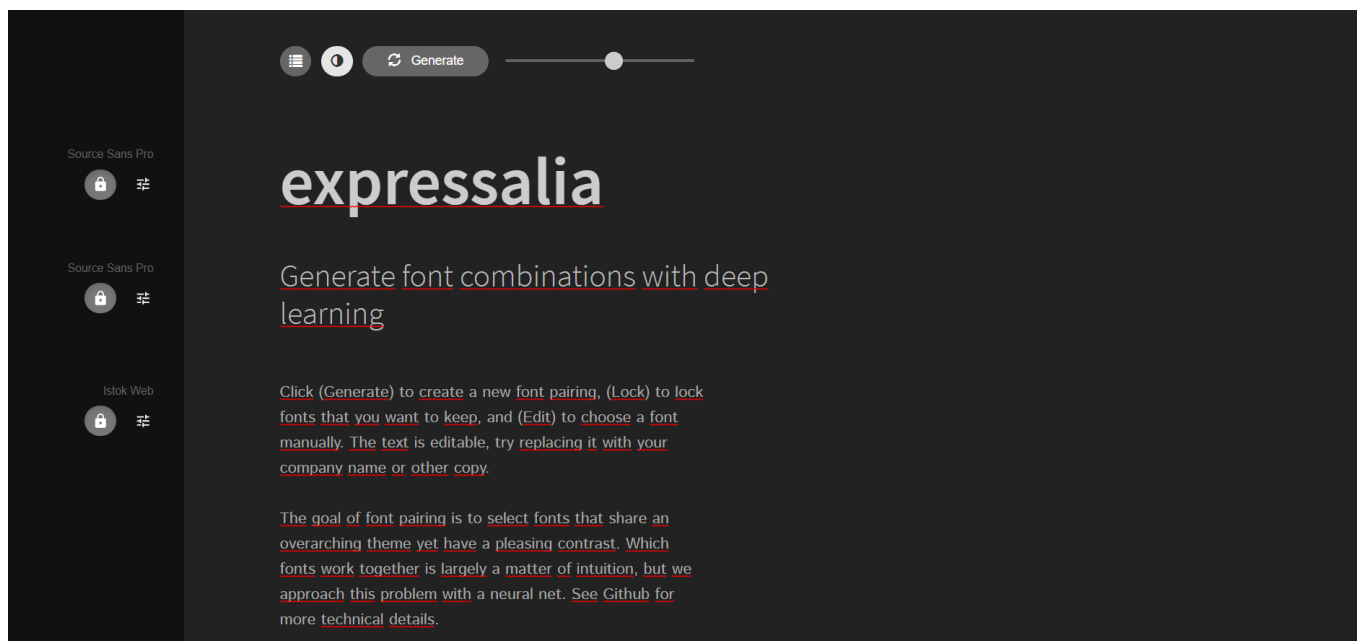 Generate
Source Sans Pro
expressalia
Source Sans Pro
Generate font combinations with deep
learning
Istok Web
Click (Generate) to create a new font pairing, (Lock) to lock
fonts that you want to keep, and (Edit) to choose a font
manually. The text is editable, try replacing it with your
company name or other copy.
The goal of font pairing is to select fonts that share an
overarching theme yet have a pleasing contrast. Which
fonts work together is largely a matter of intuition, but we
approach this problem with a neural net. See Github for
more technical details.